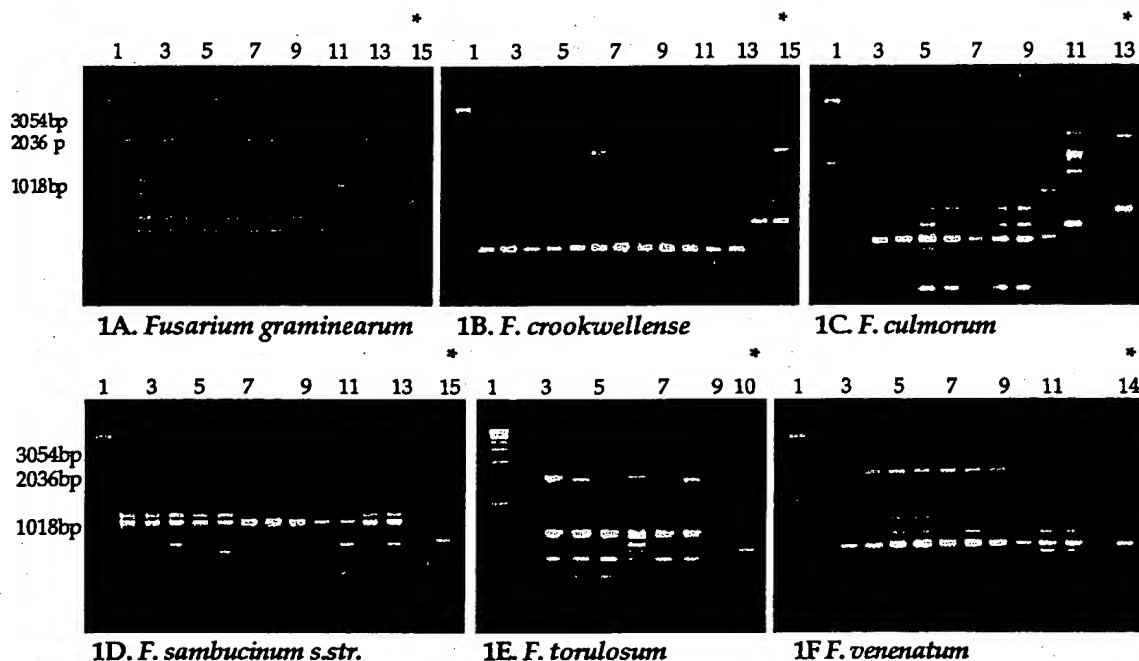 * * *
1 3 5 7 9 11 13 15 1 3 5 7 9 11 13 15 1 3 5 7 9 11 13
3054bp
2036 p
1018bp
1A. Fusarium graminearum 1B. F. crookwellense 1C. F. culmorum
* * *
1 3 5 7 9 11 13 15 1 3 5 7 9 10 1 3 5 7 9 11 14
3054bp
2036bp
1018bp
1D. F. sambucinum s.str. 1E. F. torulosum 1F F. venenatum